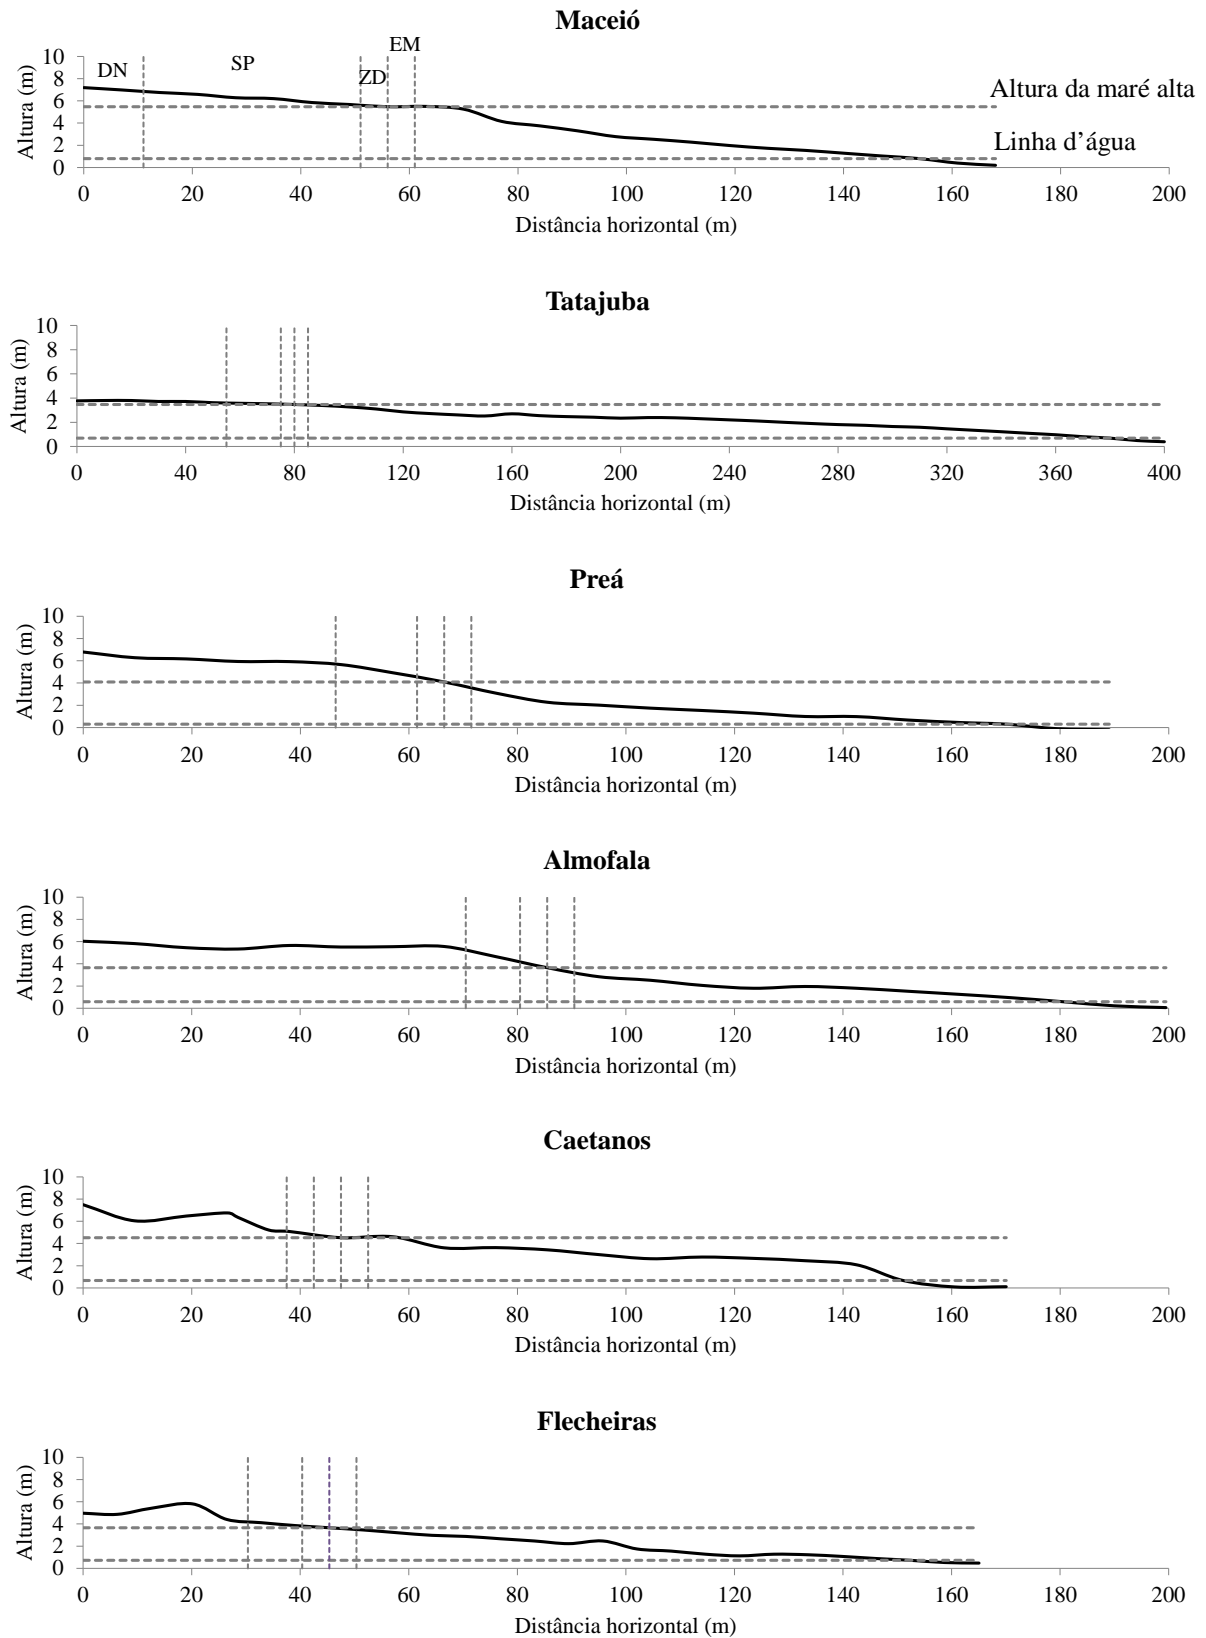 Maceió
EM
10
DN
SP
ZD
8
6
4
2
0
Altura (m)
Altura da maré alta
Linha d’água
0 20 40 60 80 100 120 140 160 180 200
Distância horizontal (m)
Tatajuba
10
8
6
4
2
0
Altura (m)
0 40 80 120 160 200 240 280 320 360 400
Distância horizontal (m)
Preá
10
8
6
4
2
0
Altura (m)
0 20 40 60 80 100 120 140 160 180 200
Distância horizontal (m)
Almofala
10
8
6
4
2
0
Altura (m)
0 20 40 60 80 100 120 140 160 180 200
Distância horizontal (m)
Caetanos
10
8
6
4
2
0
Altura (m)
0 20 40 60 80 100 120 140 160 180 200
Distância horizontal (m)
Flecheiras
10
8
6
4
2
0
Altura (m)
0 20 40 60 80 100 120 140 160 180 200
Distância horizontal (m)